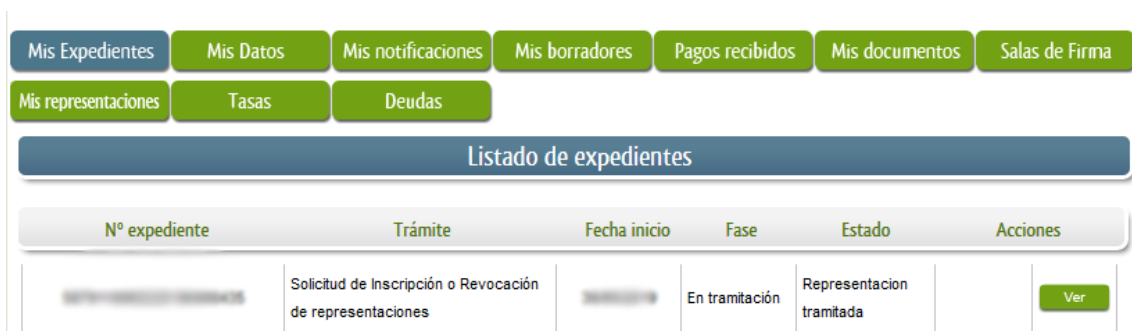 Mis Expedientes Mis Datos Mis notificaciones Mis borradores Pagos recibidos Mis documentos Salas de Firma
Mis representaciones Tasas Deudas
Listado de expedientes
Nº expediente Trámite Fecha inicio Fase Estado Acciones
Solicitud de Inscripción o Revocación
de representaciones
En tramitación
Representacion
tramitada
Ver